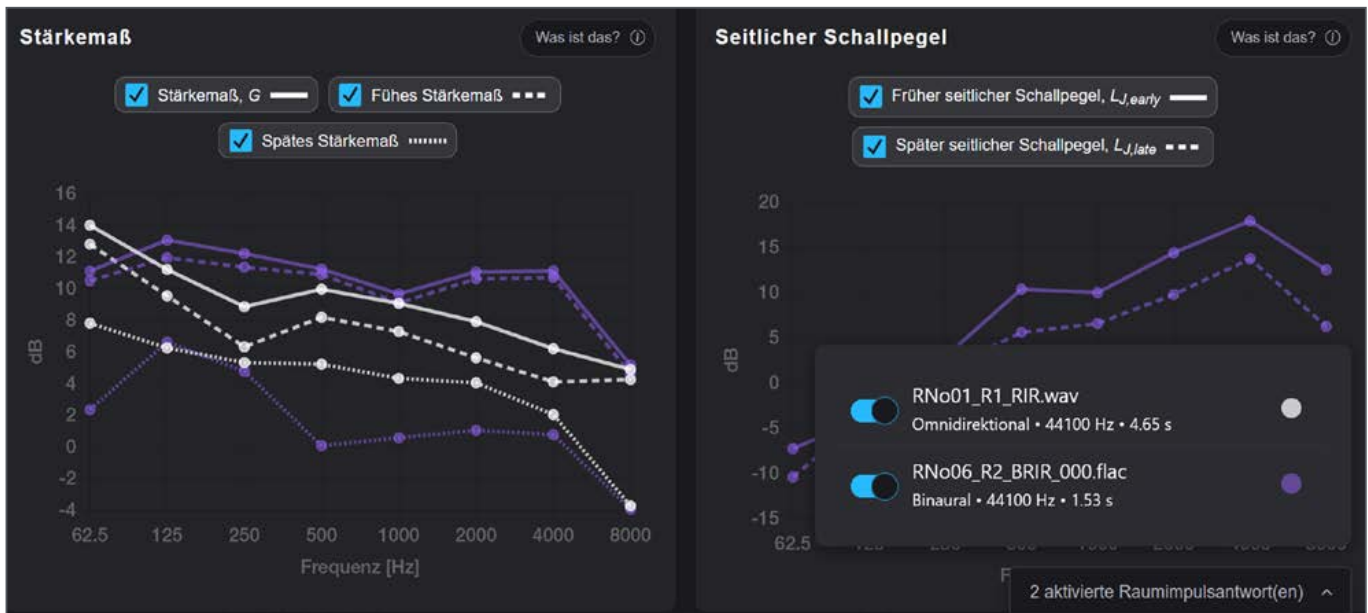 Stärkemaß
Was ist das?
Stärkemaß, G
Fühes Stärkemaß
Spätes Stärkemaß
16
14
12
10
8
6
4
2
0
-2
-4
dB
62.5 125 250 500 1000 2000 4000 8000
Frequenz [Hz]
Seitlicher Schallpegel
Was ist das?
Früher seitlicher Schallpegel, LJ,early
Später seitlicher Schallpegel, LJ,late
20
15
10
5
0
-5
-10
-15
dB
62.5
RNo01_R1_RIR.wav
Omnidirektional • 44100 Hz • 4.65 s
RNo06_R2_BRIR_000.flac
Binaural • 44100 Hz • 1.53 s
2 aktivierte Raumimpulsantwort(en)